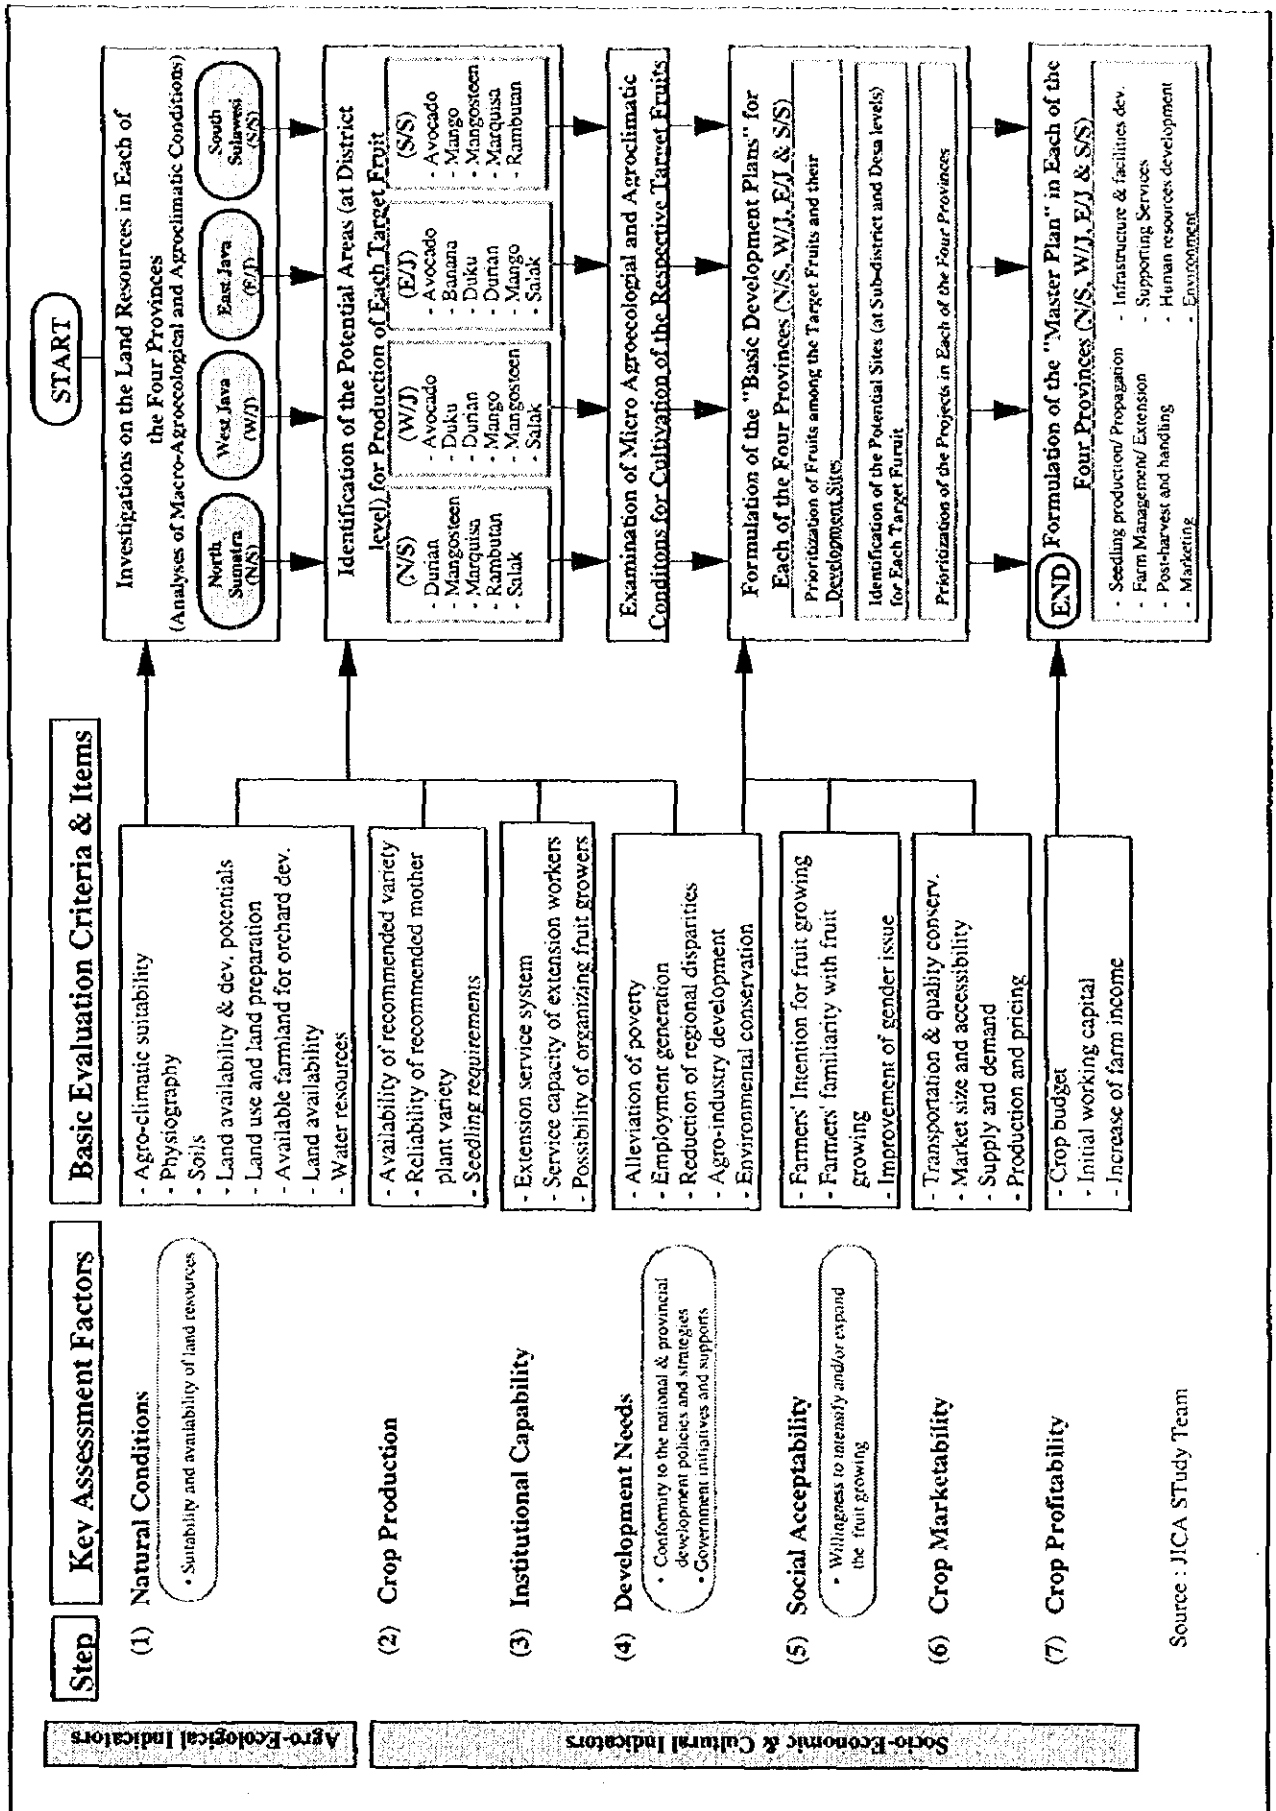 Step
Key Assessment Factors
Basic Evaluation Criteria & Items
START
Agro-Ecological Indicators
Socio-Economic & Cultural Indicators
(1) Natural Conditions
• Suitability and availability of land resources
- Agro-climatic suitability
- Physiography
- Soils
- Land availability & dev. potentials
- Land use and land preparation
- Available farmland for orchard dev.
- Land availability
- Water resources
(2) Crop Production
- Availability of recommended variety
- Reliability of recommended mother
plant variety
- Seedling requirements
(3) Institutional Capability
- Extension service system
- Service capacity of extension workers
- Possibility of organizing fruit growers
(4) Development Needs
• Conformity to the national & provincial
development policies and strategies
• Government initiatives and supports
- Alleviation of poverty
- Employment generation
- Reduction of regional disparities
- Agro-industry development
- Environmental conservation
(5) Social Acceptability
• Willingness to intensify and/or expand
the fruit growing
- Farmers' Intention for fruit growing
- Farmers' familiarity with fruit
growing
- Improvement of gender issue
(6) Crop Marketability
- Transportation & quality conserv.
- Market size and accessibility
- Supply and demand
- Production and pricing
(7) Crop Profitability
- Crop budget
- Initial working capital
- Increase of farm income
Investigations on the Land Resources in Each of
the Four Provinces
(Analyses of Macro-Agroecological and Agroclimatic Conditions)
North
Sumatra
(N/S)
West Java
(W/J)
East Java
(E/J)
South
Sulawesi
(S/S)
Identification of the Potential Areas (at District
level) for Production of Each Target Fruit
(N/S)
- Durian
- Mangosteen
- Marquisa
- Rambutan
- Salak
(W/J)
- Avocado
- Duku
- Durian
- Mango
- Mangosteen
- Salak
(E/J)
- Avocado
- Banana
- Duku
- Durian
- Mango
- Salak
(S/S)
- Avocado
- Mango
- Mangosteen
- Marquisa
- Rambutan
Examination of Micro Agroecological and Agroclimatic
Conditons for Cultivation of the Respective Target Fruits
Formulation of the "Basic Development Plans" for
Each of the Four Provinces (N/S, W/J, E/J & S/S)
Prioritization of Fruits among the Target Fruits and their
Development Sites
Identification of the Potential Sites (at Sub-district and Desa levels)
for Each Target Furuit
Prioritization of the Projects in Each of the Four Provinces
END
Formulation of the "Master Plan" in Each of the
Four Provinces (N/S, W/J, E/J & S/S)
- Seedling production/ Propagation
- Farm Management/ Extension
- Post-harvest and handling
- Marketing
- Infrastructure & facilities dev.
- Supporting Services
- Human resources development
- Environment
Source : JICA STudy Team